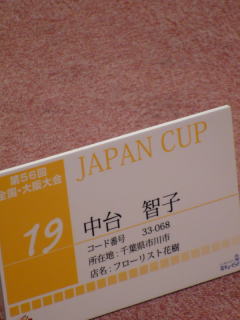 第56回
全国・大阪大会
JAPAN CUP
19
中台 智子
コード番号 33-068
所在地：千葉県市川市
店名：フローリスト花樹